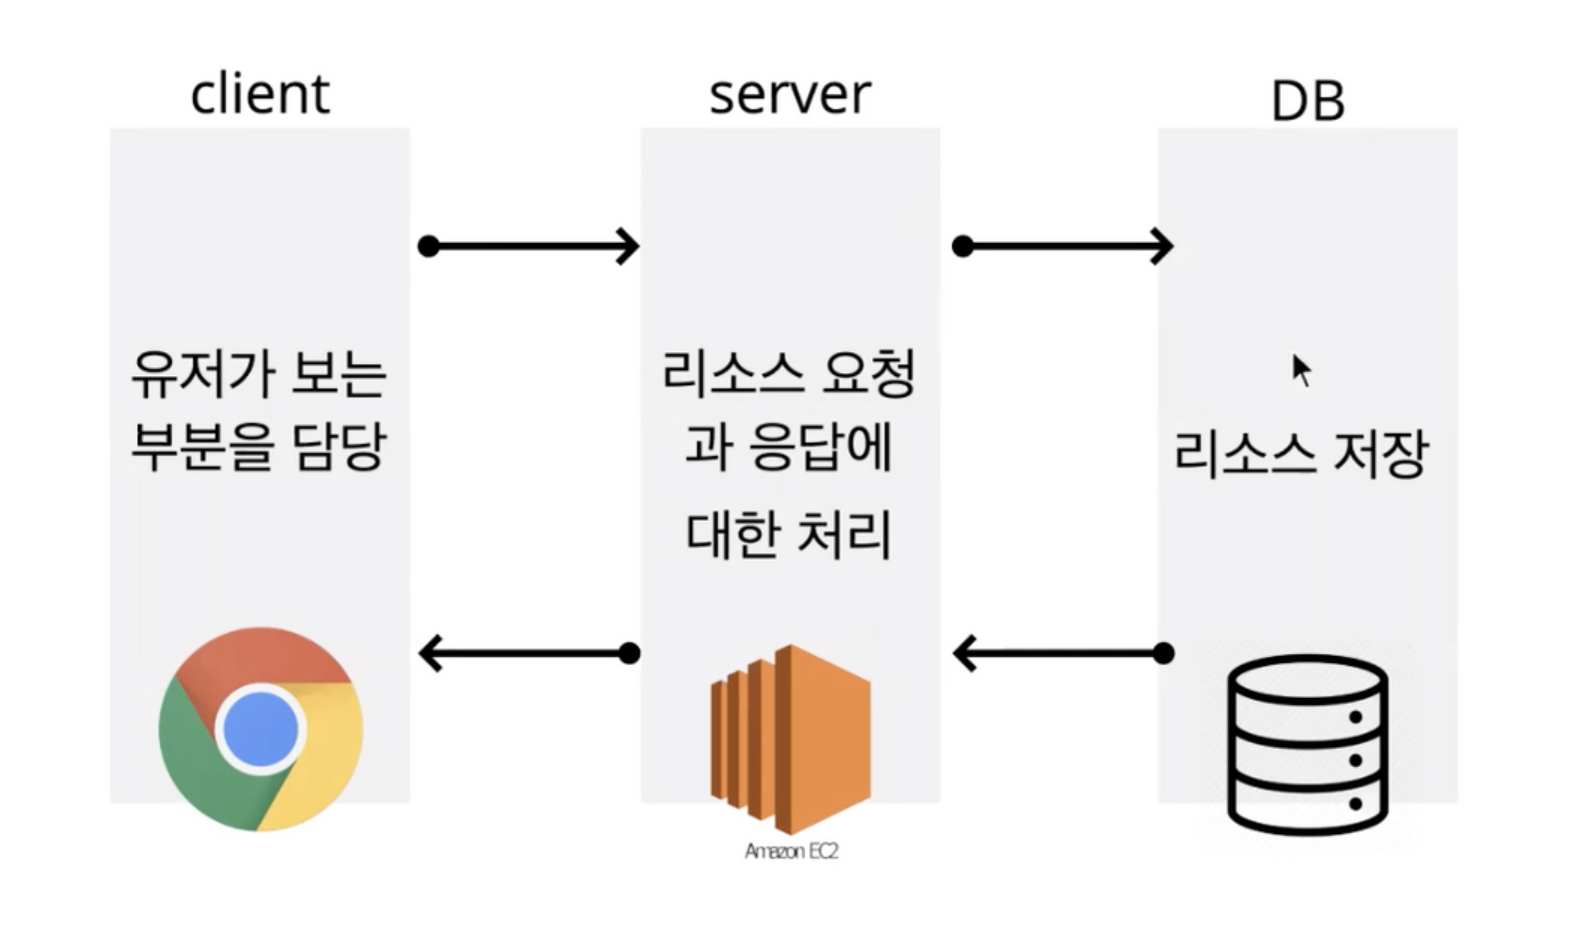 client
유저가 보는
부분을 담당
server
리소스 요청
과 응답에
대한 처리
Amazon EC2
DB
리소스 저장